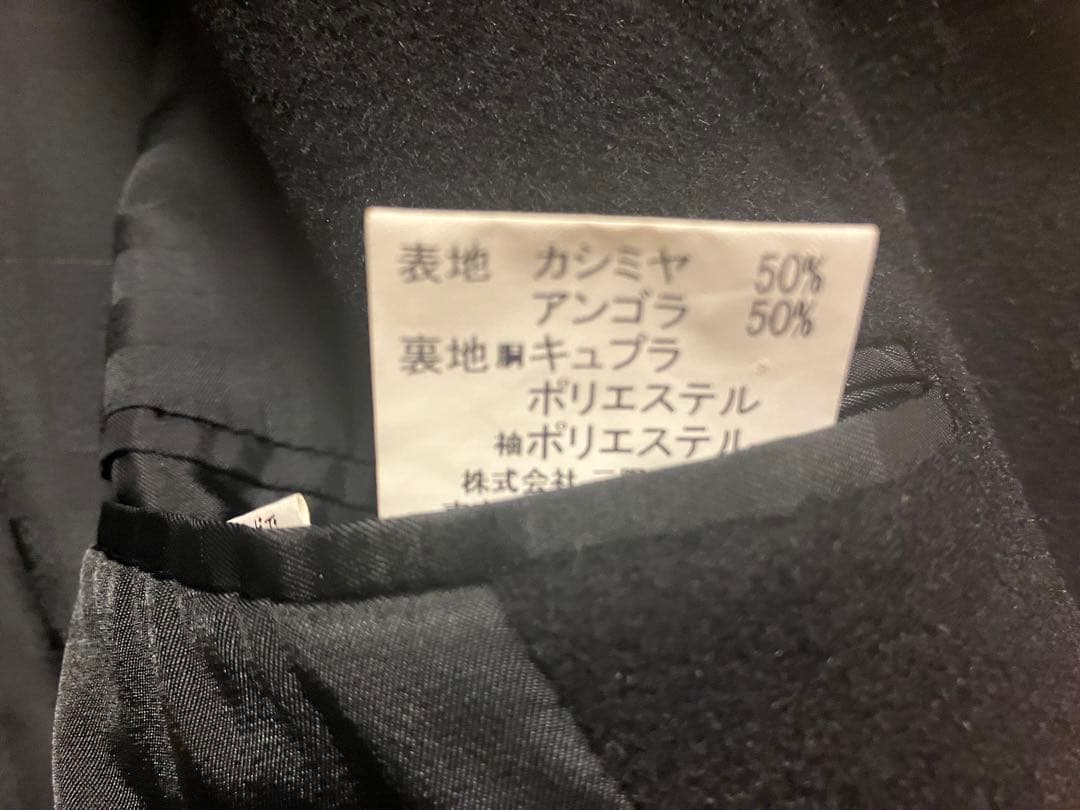 表地 カシミヤ 50%
アンゴラ 50%
裏地 胴キュプラ
ポリエステル
袖ポリエステル
株式会社